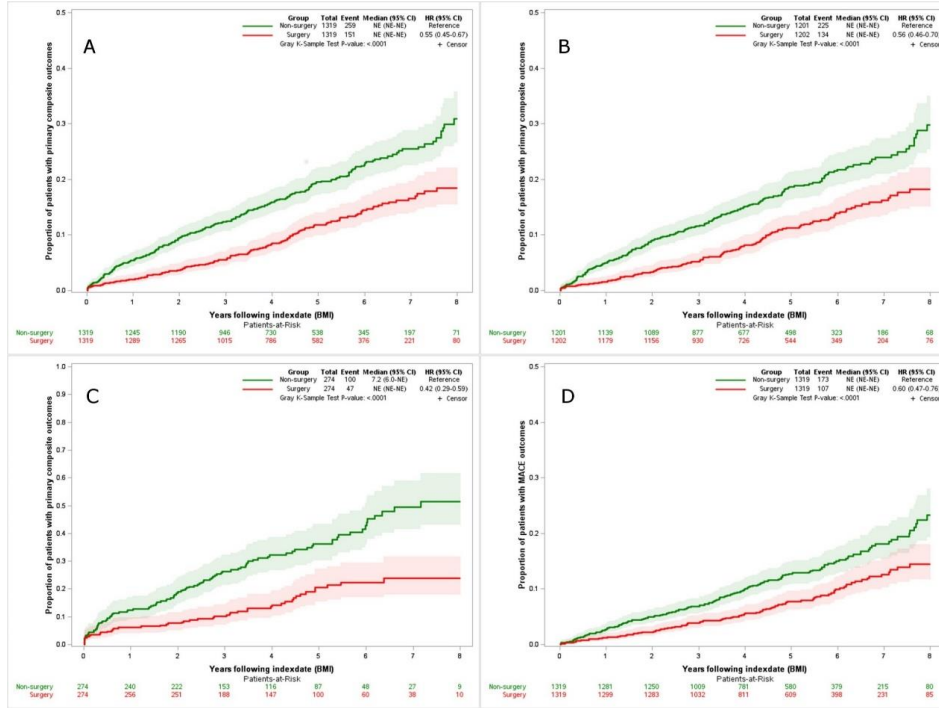 A
Group Total Event Median (95% CI) HR (95% CI)
Non-surgery 1319 259 NE (NE-NE) Reference
Surgery 1319 151 NE (NE-NE) 0.55 (0.45-0.67)
Gray K-Sample Test P-value: <.0001 + Censor
Proportion of patients with primary composite outcomes
0.5
0.4
0.3
0.2
0.1
0.0
0 1 2 3 4 5 6 7 8
Years following indexdate (BMI)
Patients-at-Risk
Non-surgery 1319 1245 1190 946 730 538 345 197 71
Surgery 1319 1289 1265 1015 786 582 376 221 80
B
Group Total Event Median (95% CI) HR (95% CI)
Non-surgery 1201 225 NE (NE-NE) Reference
Surgery 1202 134 NE (NE-NE) 0.56 (0.46-0.70)
Gray K-Sample Test P-value: <.0001 + Censor
Proportion of patients with primary composite outcomes
0.5
0.4
0.3
0.2
0.1
0.0
0 1 2 3 4 5 6 7 8
Years following indexdate (BMI)
Patients-at-Risk
Non-surgery 1201 1139 1089 877 677 498 323 186 68
Surgery 1202 1179 1156 930 726 544 349 204 76
C
Group Total Event Median (95% CI) HR (95% CI)
Non-surgery 274 100 7.2 (6.0-NE) Reference
Surgery 274 47 NE (NE-NE) 0.42 (0.29-0.59)
Gray K-Sample Test P-value: <.0001 + Censor
Proportion of patients with primary composite outcomes
1.0
0.9
0.8
0.7
0.6
0.5
0.4
0.3
0.2
0.1
0.0
0 1 2 3 4 5 6 7 8
Years following indexdate (BMI)
Patients-at-Risk
Non-surgery 274 240 222 153 116 87 48 27 9
Surgery 274 256 251 188 147 100 60 38 10
D
Group Total Event Median (95% CI) HR (95% CI)
Non-surgery 1319 173 NE (NE-NE) Reference
Surgery 1319 107 NE (NE-NE) 0.60 (0.47-0.76)
Gray K-Sample Test P-value: <.0001 + Censor
Proportion of patients with MACE outcomes
0.5
0.4
0.3
0.2
0.1
0.0
0 1 2 3 4 5 6 7 8
Years following indexdate (BMI)
Patients-at-Risk
Non-surgery 1319 1281 1250 1009 781 580 379 215 80
Surgery 1319 1299 1283 1032 811 609 398 231 85